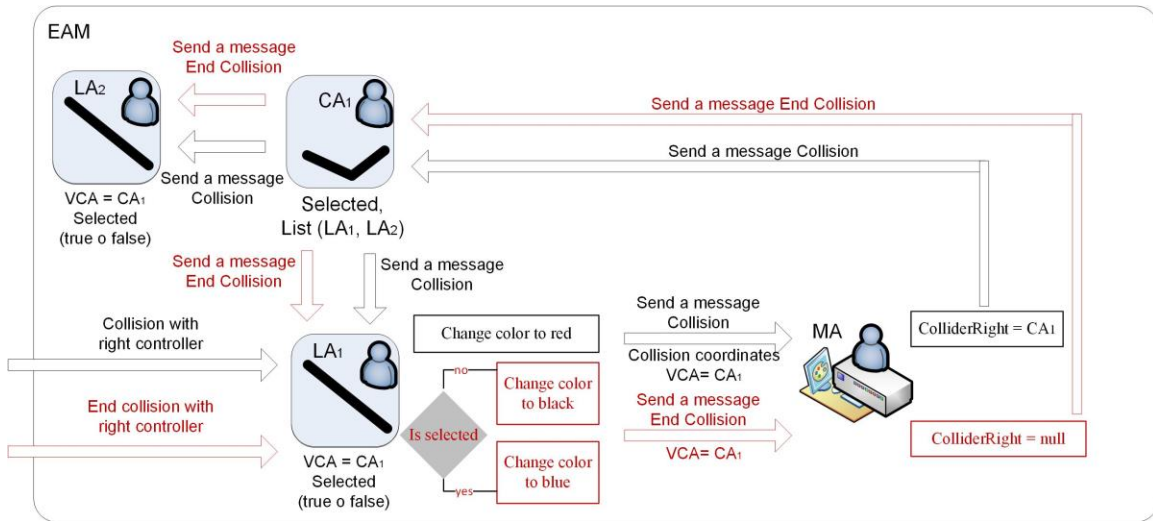 EAM
Send a message
End Collision
LA2
CA1
Send a message End Collision
Send a message Collision
Send a message
Collision
VCA = CA1
Selected
(true o false)
Selected,
List (LA1, LA2)
Send a message
End Collision
Send a message
Collision
Collision with
right controller
LA1
Change color to red
Send a message
Collision
Collision coordinates
VCA= CA1
MA
ColliderRight = CA1
no
Change color
to black
End collision with
right controller
Is selected
Send a message
End Collision
VCA= CA1
ColliderRight = null
Change color
to blue
yes
VCA = CA1
Selected
(true o false)